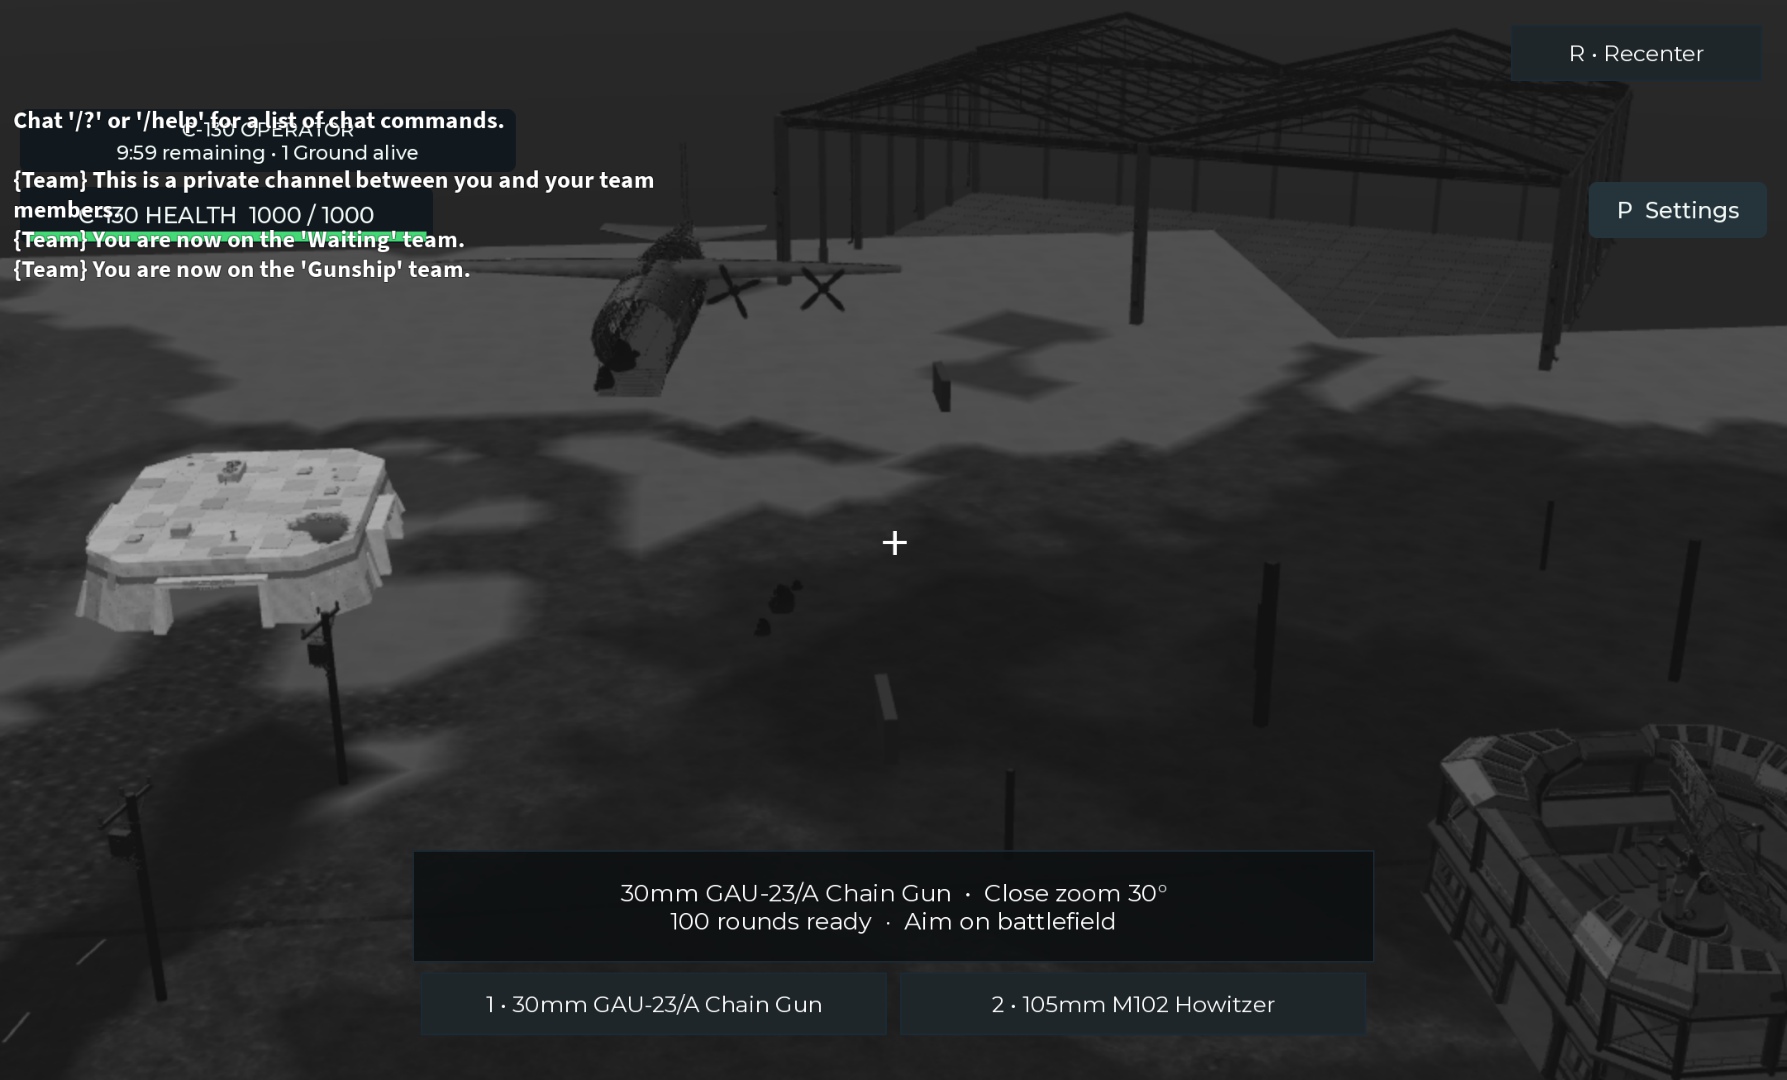 R • Recenter
Chat '/?' or '/help' for a list of chat commands.
C-130 OPERATOR
9:59 remaining • 1 Ground alive
{Team} This is a private channel between you and your team
members.
C-130 HEALTH 1000 / 1000
P Settings
{Team} You are now on the 'Waiting' team.
{Team} You are now on the 'Gunship' team.
30mm GAU-23/A Chain Gun • Close zoom 30°
100 rounds ready · Aim on battlefield
1 • 30mm GAU-23/A Chain Gun
2 • 105mm M102 Howitzer